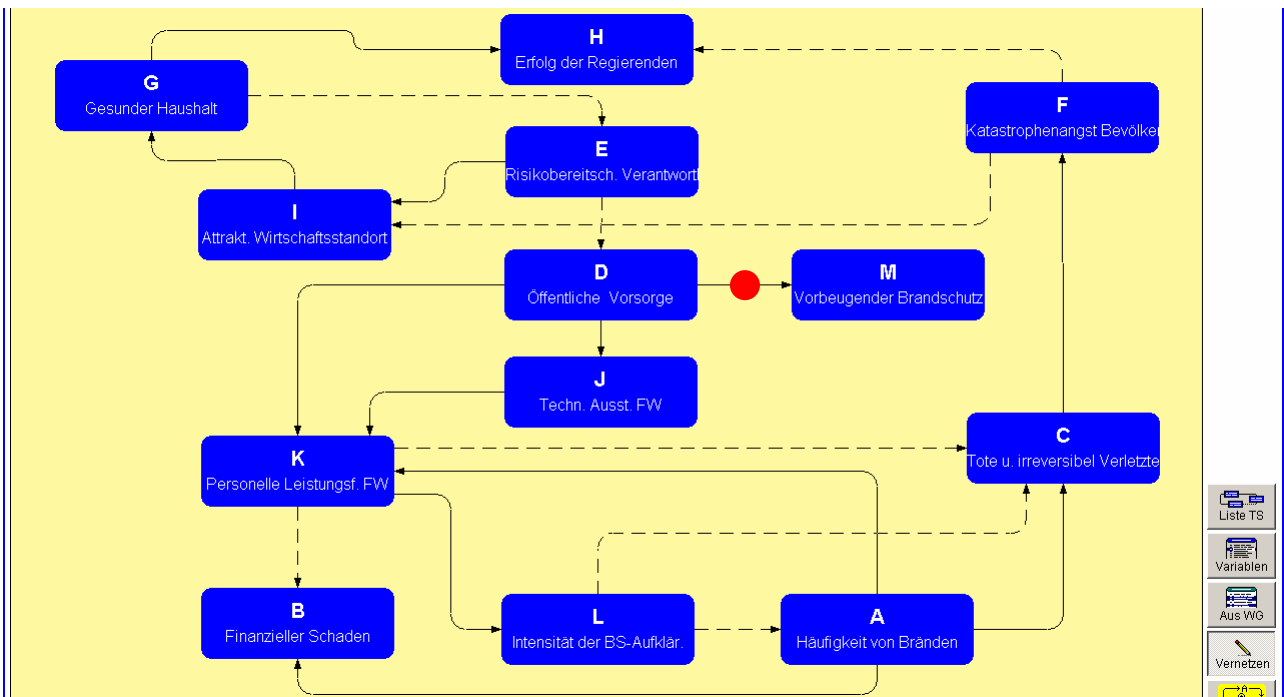 H
Erfolg der Regierenden
G
Gesunder Haushalt
F
Katastrophenangst Bevölker
E
Risikobereitsch. Verantwortl
I
Attrakt. Wirtschaftsstandort
D
Öffentliche Vorsorge
M
Vorbeugender Brandschutz
J
Techn. Ausst. FW
C
Tote u. irreversibel Verletzte
K
Personelle Leistungsf. FW
B
Finanzieller Schaden
L
Intensität der BS-Aufklär.
A
Häufigkeit von Bränden
Liste TS
Variablen
Aus WG
Vernetzen